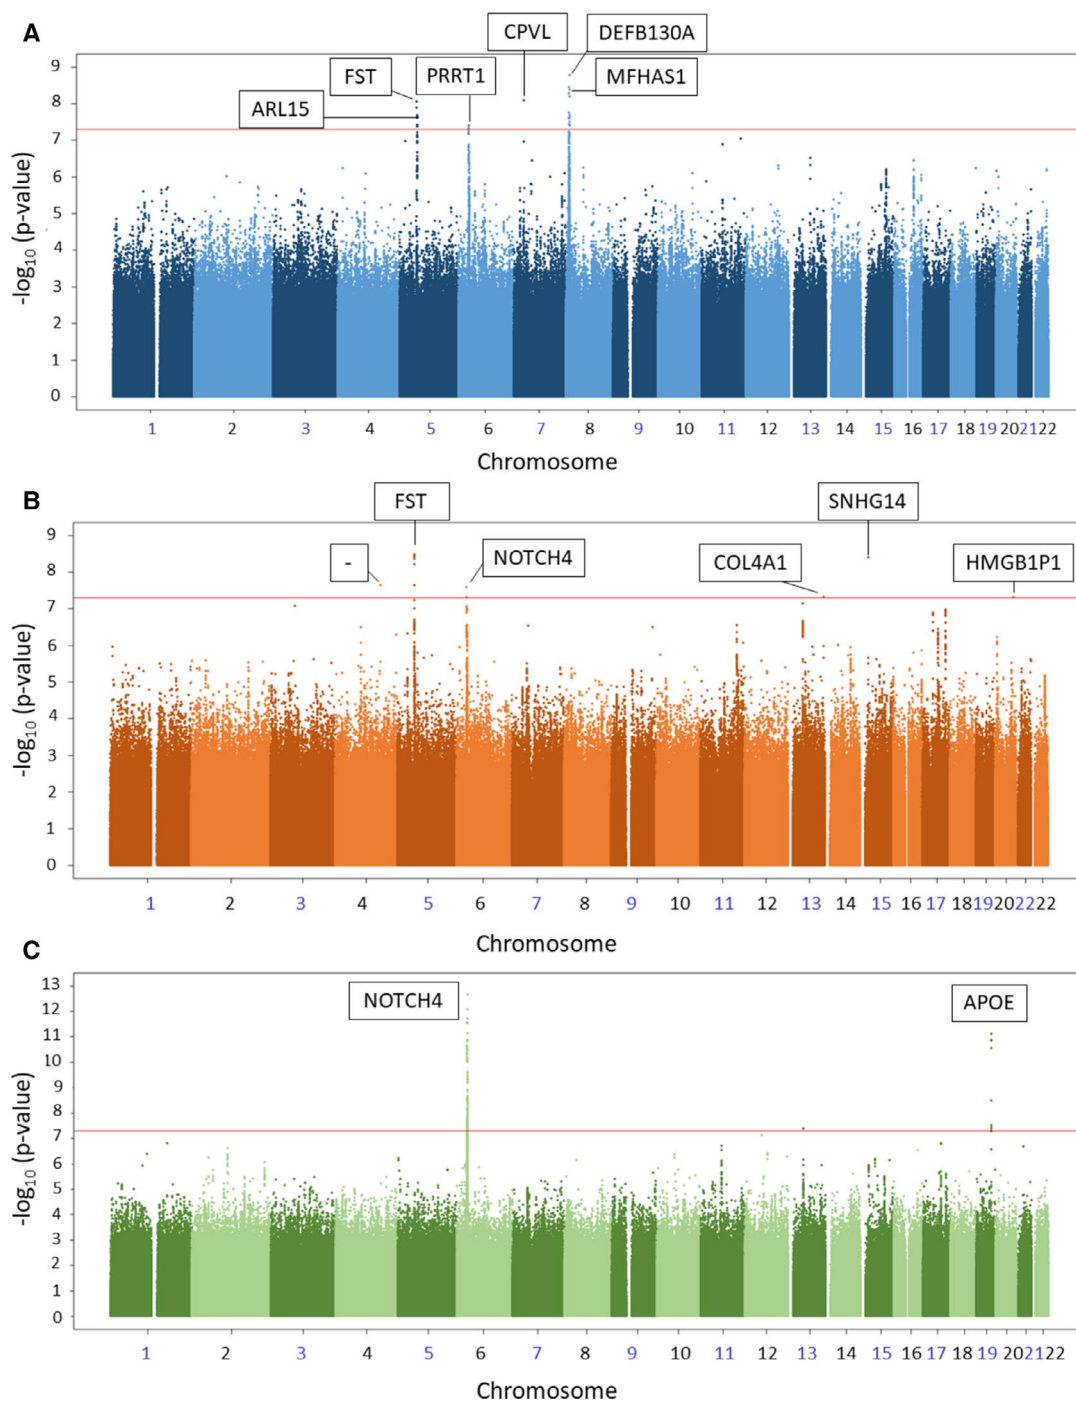 A
CPVL
DEFB130A
FST
PRRT1
MFHAS1
ARL15
9
8
7
6
5
4
3
2
1
0
-log10 (p-value)
1 2 3 4 5 6 7 8 9 10 11 12 13 14 15 16 17 18 19 20 21 22
Chromosome
B
FST
SNHG14
-
NOTCH4
COL4A1
HMGB1P1
9
8
7
6
5
4
3
2
1
0
-log10 (p-value)
1 2 3 4 5 6 7 8 9 10 11 12 13 14 15 16 17 18 19 20 22 22
Chromosome
C
NOTCH4
APOE
13
12
11
10
9
8
7
6
5
4
3
2
1
0
-log10 (p-value)
1 2 3 4 5 6 7 8 9 10 11 12 13 14 15 16 17 18 19 20 21 22
Chromosome